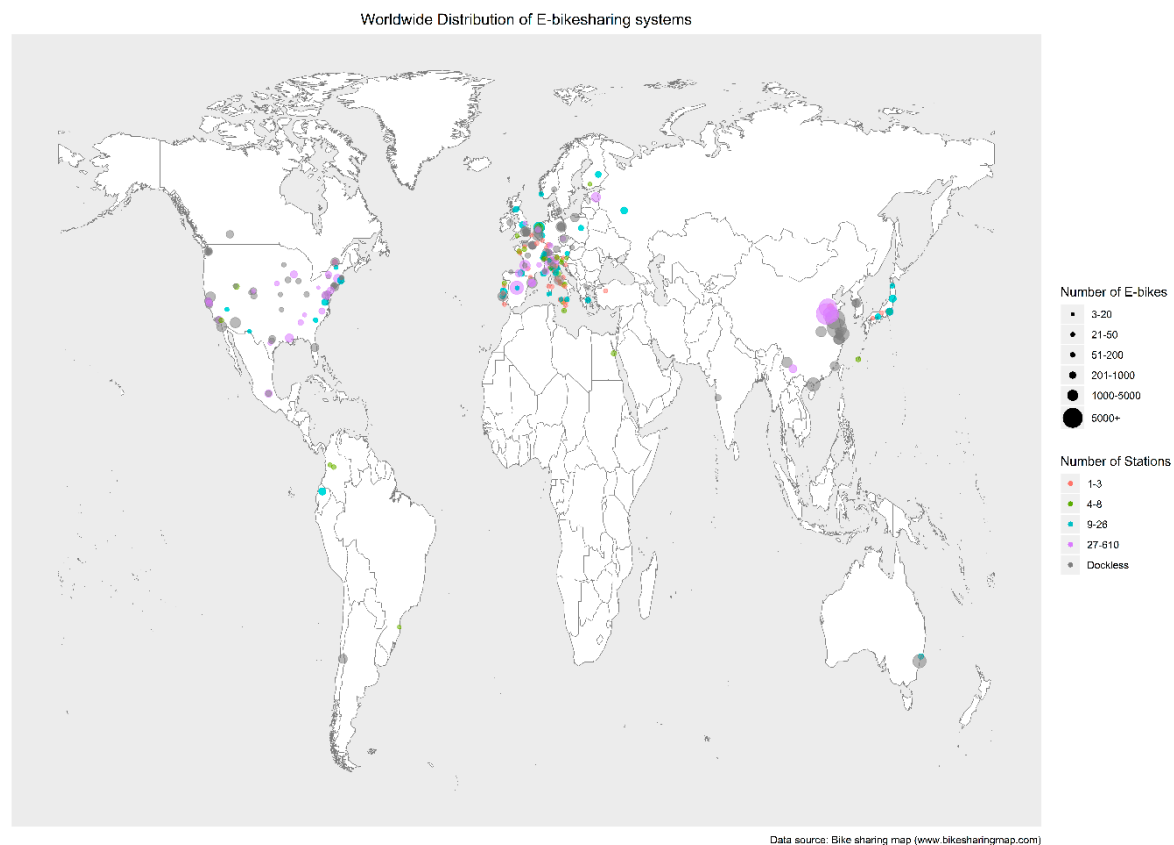 Worldwide Distribution of E-bikesharing systems
Number of E-bikes
3-20
21-50
51-200
201-1000
1000-5000
5000+
Number of Stations
1-3
4-8
9-26
27-610
Dockless
Data source: Bike sharing map (www.bikesharingmap.com)